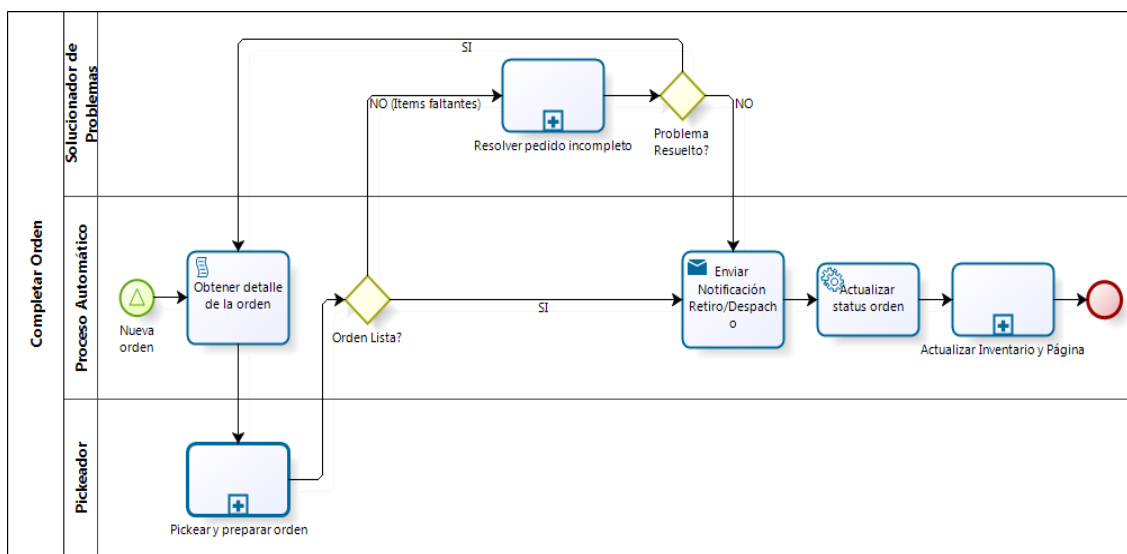 Completar Orden
Solucionador de
Problemas
SI
NO (Items faltantes)
Resolver pedido incompleto
Problema
Resuelto?
NO
Proceso Automático
Nueva
orden
Obtener detalle
de la orden
Orden Lista?
SI
Enviar
Notificación
Retiro/Despach
o
Actualizar
status orden
Actualizar Inventario y Página
Pickeador
Pickear y preparar orden